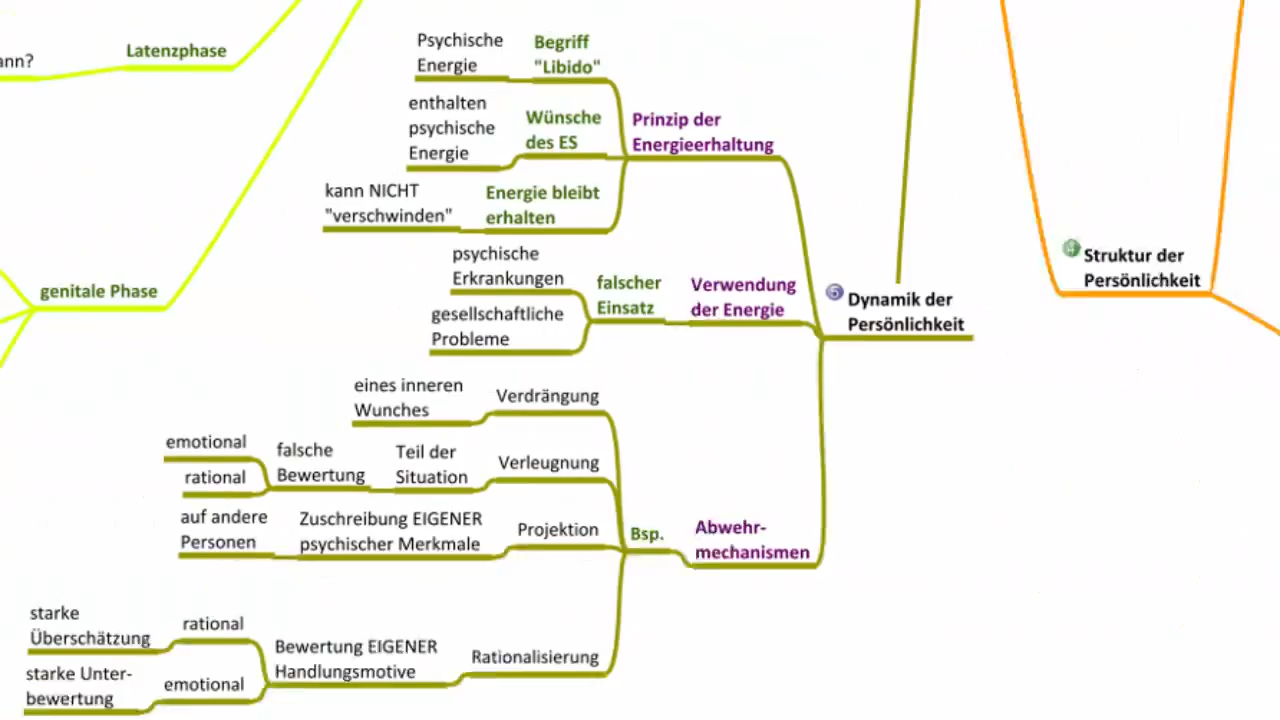 ann?
Latenzphase
genitale Phase
Psychische
Energie
Begriff
"Libido"
enthalten
psychische
Energie
Wünsche
des ES
kann NICHT
"verschwinden"
Energie bleibt
erhalten
Prinzip der
Energieerhaltung
psychische
Erkrankungen
gesellschaftliche
Probleme
falscher
Einsatz
Verwendung
der Energie
5 Dynamik der
Persönlichkeit
4 Struktur der
Persönlichkeit
eines inneren
Wunches
Verdrängung
emotional
rational
falsche
Bewertung
Teil der
Situation
Verleugnung
auf andere
Personen
Zuschreibung EIGENER
psychischer Merkmale
Projektion
Bsp.
Abwehr-
mechanismen
starke
Überschätzung
rational
starke Unter-
bewertung
emotional
Bewertung EIGENER
Handlungsmotive
Rationalisierung